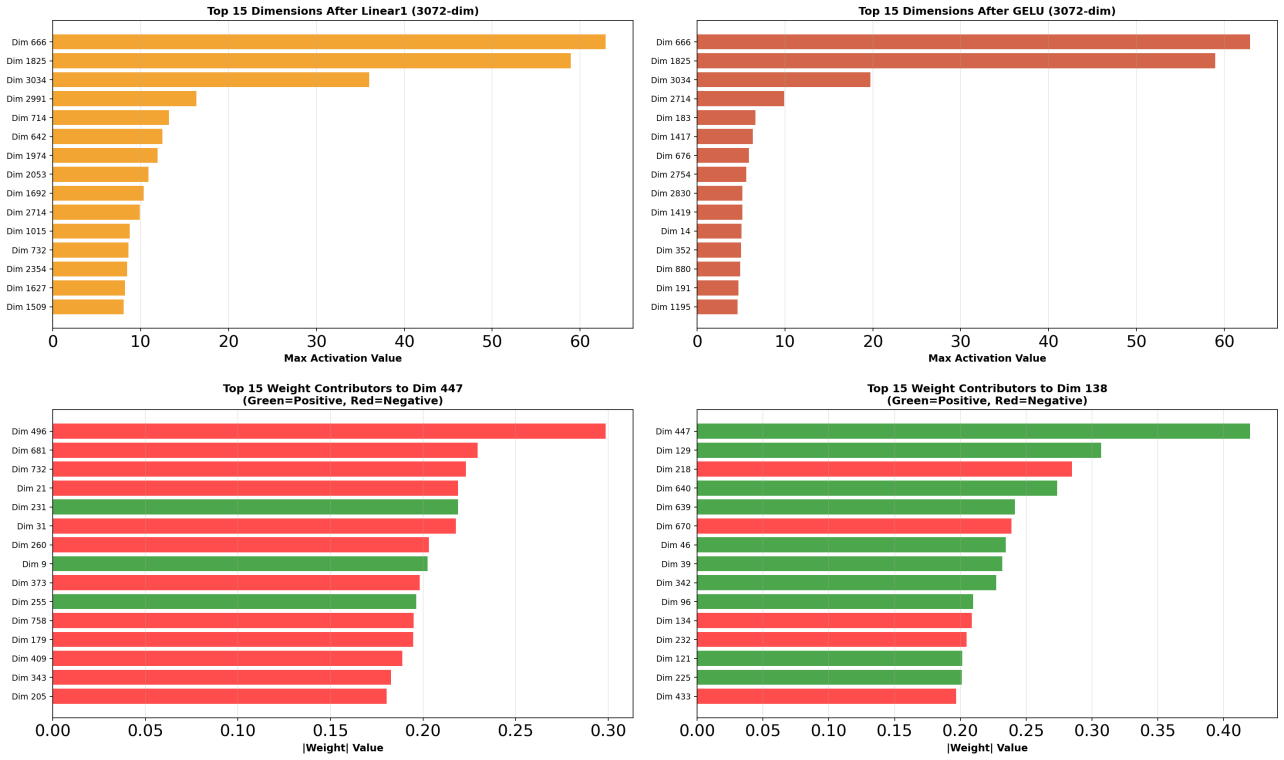 Top 15 Dimensions After Linear1 (3072-dim)
Dim 666
Dim 1825
Dim 3034
Dim 2991
Dim 714
Dim 642
Dim 1974
Dim 2053
Dim 1692
Dim 2714
Dim 1015
Dim 732
Dim 2354
Dim 1627
Dim 1509
0 10 20 30 40 50 60
Max Activation Value
Top 15 Dimensions After GELU (3072-dim)
Dim 666
Dim 1825
Dim 3034
Dim 2714
Dim 183
Dim 1417
Dim 676
Dim 2754
Dim 2830
Dim 1419
Dim 14
Dim 352
Dim 880
Dim 191
Dim 1195
0 10 20 30 40 50 60
Max Activation Value
Top 15 Weight Contributors to Dim 447
(Green=Positive, Red=Negative)
Dim 496
Dim 681
Dim 732
Dim 21
Dim 231
Dim 31
Dim 260
Dim 9
Dim 373
Dim 255
Dim 758
Dim 179
Dim 409
Dim 343
Dim 205
0.00 0.05 0.10 0.15 0.20 0.25 0.30
|Weight| Value
Top 15 Weight Contributors to Dim 138
(Green=Positive, Red=Negative)
Dim 447
Dim 129
Dim 218
Dim 640
Dim 639
Dim 670
Dim 46
Dim 39
Dim 342
Dim 96
Dim 134
Dim 232
Dim 121
Dim 225
Dim 433
0.00 0.05 0.10 0.15 0.20 0.25 0.30 0.35 0.40
|Weight| Value